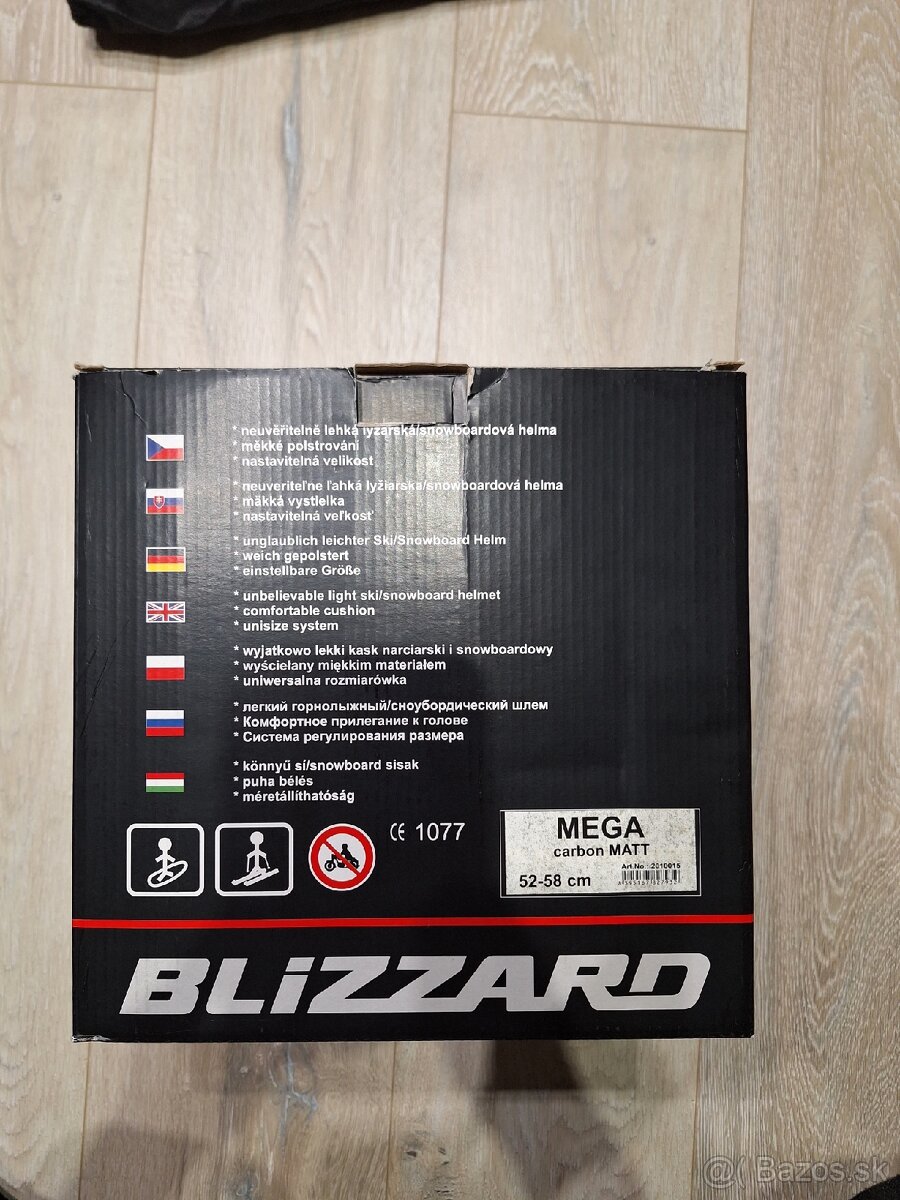 * neuvěřitelně lehká lyžařská/snowboardová helma
* měkké polstrování
* nastavitelná velikost
* neuveriteľne ľahká lyžiarska/snowboardová helma
* mäkká vystielka
* nastavitelná veľkosť
* unglaublich leichter Ski/Snowboard Helm
* weich gepolstert
* einstellbare Größe
* unbelievable light ski/snowboard helmet
* comfortable cushion
* unisize system
* wyjatkowo lekki kask narciarski i snowboardowy
* wyścielany miękkim materiałem
* uniwersalna rozmiarówka
* легкий горнолыжный/сноубордический шлем
* Комфортное прилегание к голове
* Система регулирования размера
* könnyű sí/snowboard sisak
* puha bélés
* méretállíthatóság
CE 1077
MEGA
carbon MATT
Art.No.: 2010015
52-58 cm
BLiZZARD
@( Bazos.sk